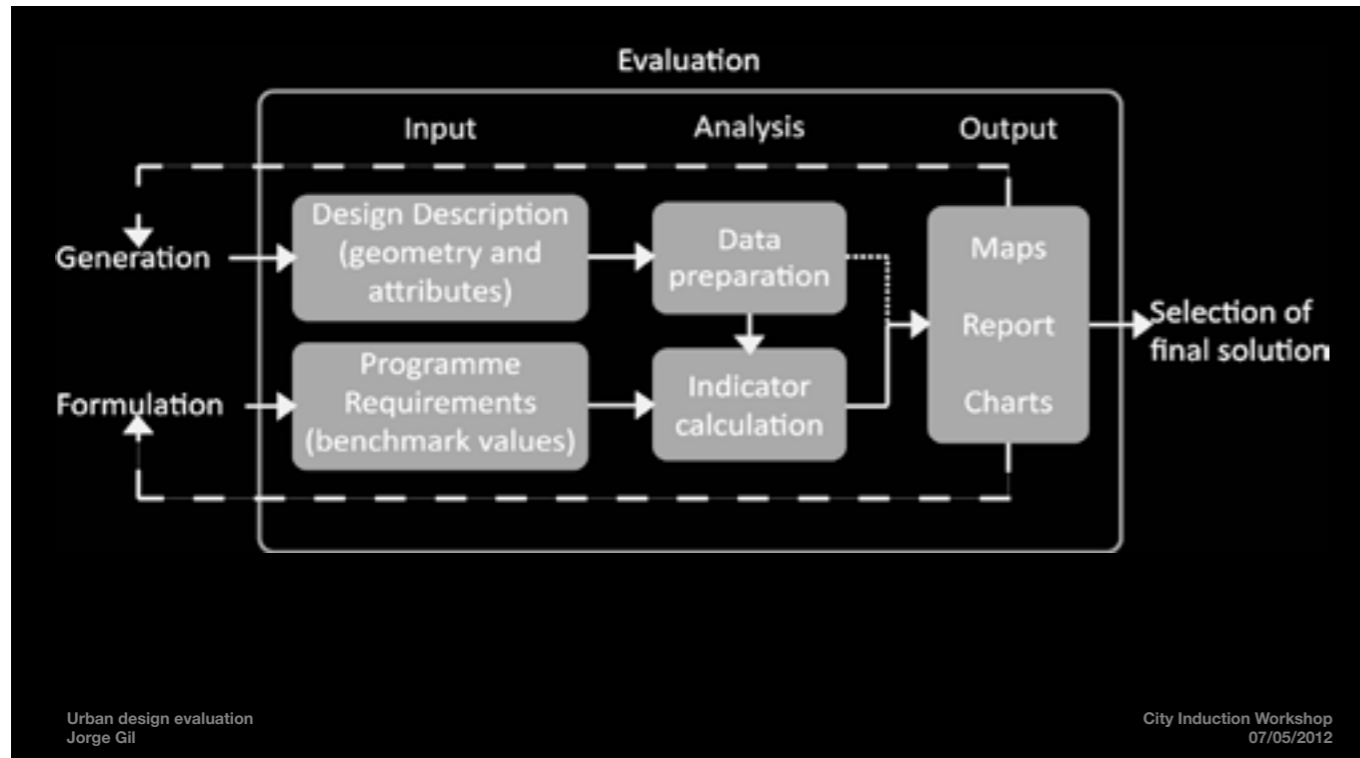 Evaluation
Input
Analysis
Output
Generation
Design Description
(geometry and
attributes)
Data
preparation
Maps
Report
Charts
Selection of
final solution
Formulation
Programme
Requirements
(benchmark values)
Indicator
calculation
Urban design evaluation
Jorge Gil
City Induction Workshop
07/05/2012